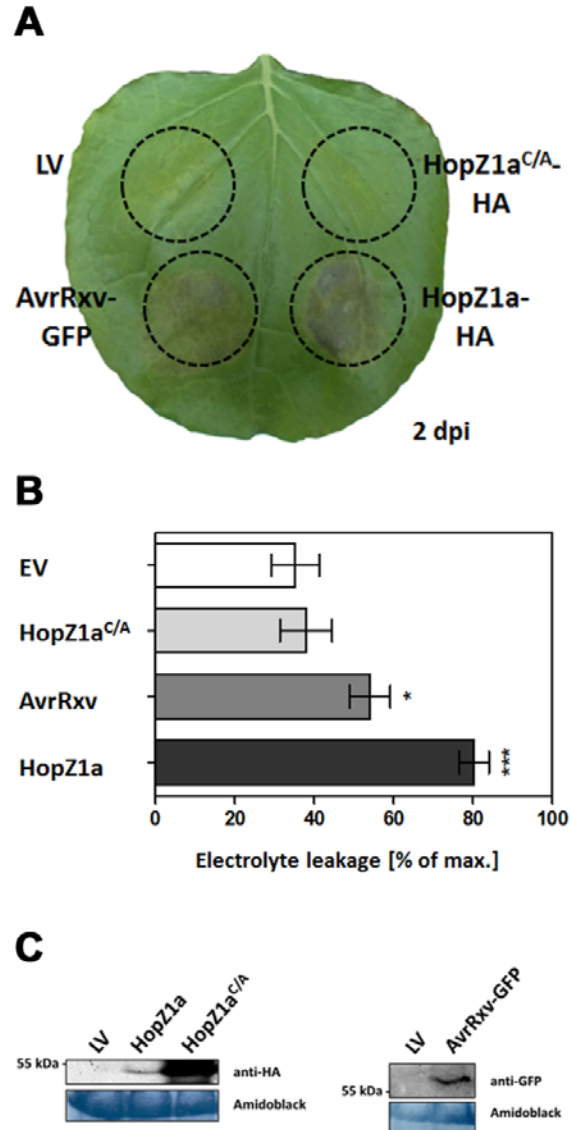 A
LV
HopZ1a^C/A-
HA
AvrRxv-
GFP
HopZ1a-
HA
2 dpi
B
EV
HopZ1a^C/A
AvrRxv
*
HopZ1a
***
0 20 40 60 80 100
Electrolyte leakage [% of max.]
C
LV HopZ1a HopZ1a^C/A
55 kDa
anti-HA
Amidoblack
LV AvrRxv-GFP
55 kDa
anti-GFP
Amidoblack